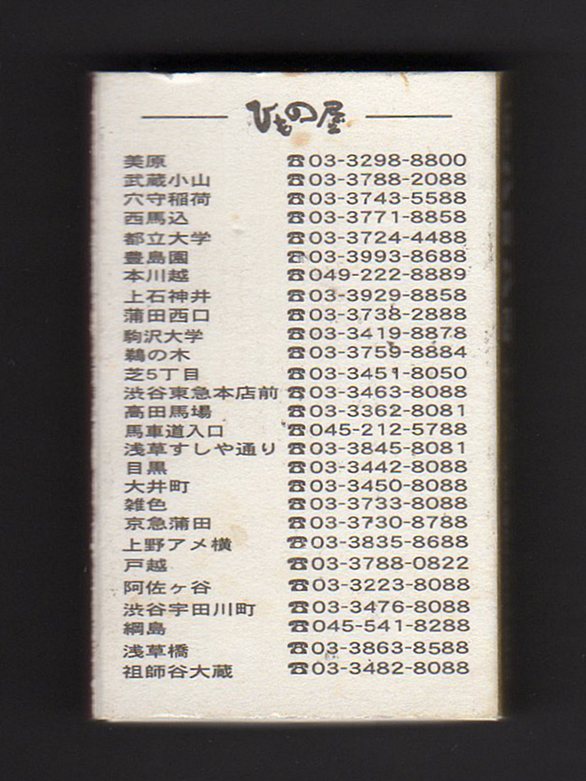 ひもの屋
美原 ☎03-3298-8800
武蔵小山 ☎03-3788-2088
穴守稲荷 ☎03-3743-5588
西馬込 ☎03-3771-8858
都立大学 ☎03-3724-4488
豊島園 ☎03-3993-8688
本川越 ☎049-222-8889
上石神井 ☎03-3929-8858
蒲田西口 ☎03-3738-2888
駒沢大学 ☎03-3419-8878
鵜の木 ☎03-3759-8884
芝5丁目 ☎03-3451-8050
渋谷東急本店前 ☎03-3463-8088
高田馬場 ☎03-3362-8081
馬車道入口 ☎045-212-5788
浅草すしや通り ☎03-3845-8081
目黒 ☎03-3442-8088
大井町 ☎03-3450-8088
雑色 ☎03-3733-8088
京急蒲田 ☎03-3730-8788
上野アメ横 ☎03-3835-8688
戸越 ☎03-3788-0822
阿佐ヶ谷 ☎03-3223-8088
渋谷宇田川町 ☎03-3476-8088
綱島 ☎045-541-8288
浅草橋 ☎03-3863-8588
祖師谷大蔵 ☎03-3482-8088